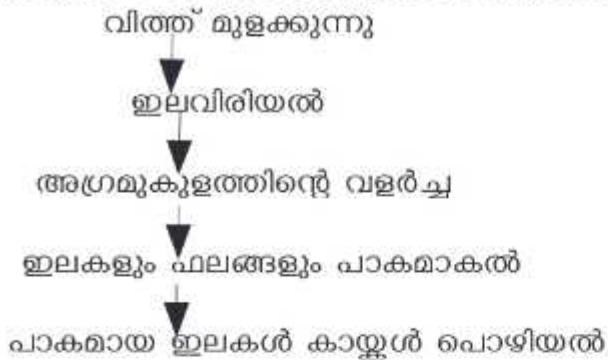 വിത്ത് മുളക്കുന്നു
ഇലവിരിയൽ
അഗ്രമുകുളത്തിന്റെ വളർച്ച
ഇലകളും ഫലങ്ങളും പാകമാകൽ
പാകമായ ഇലകൾ കായ്കൾ പൊഴിയൽ